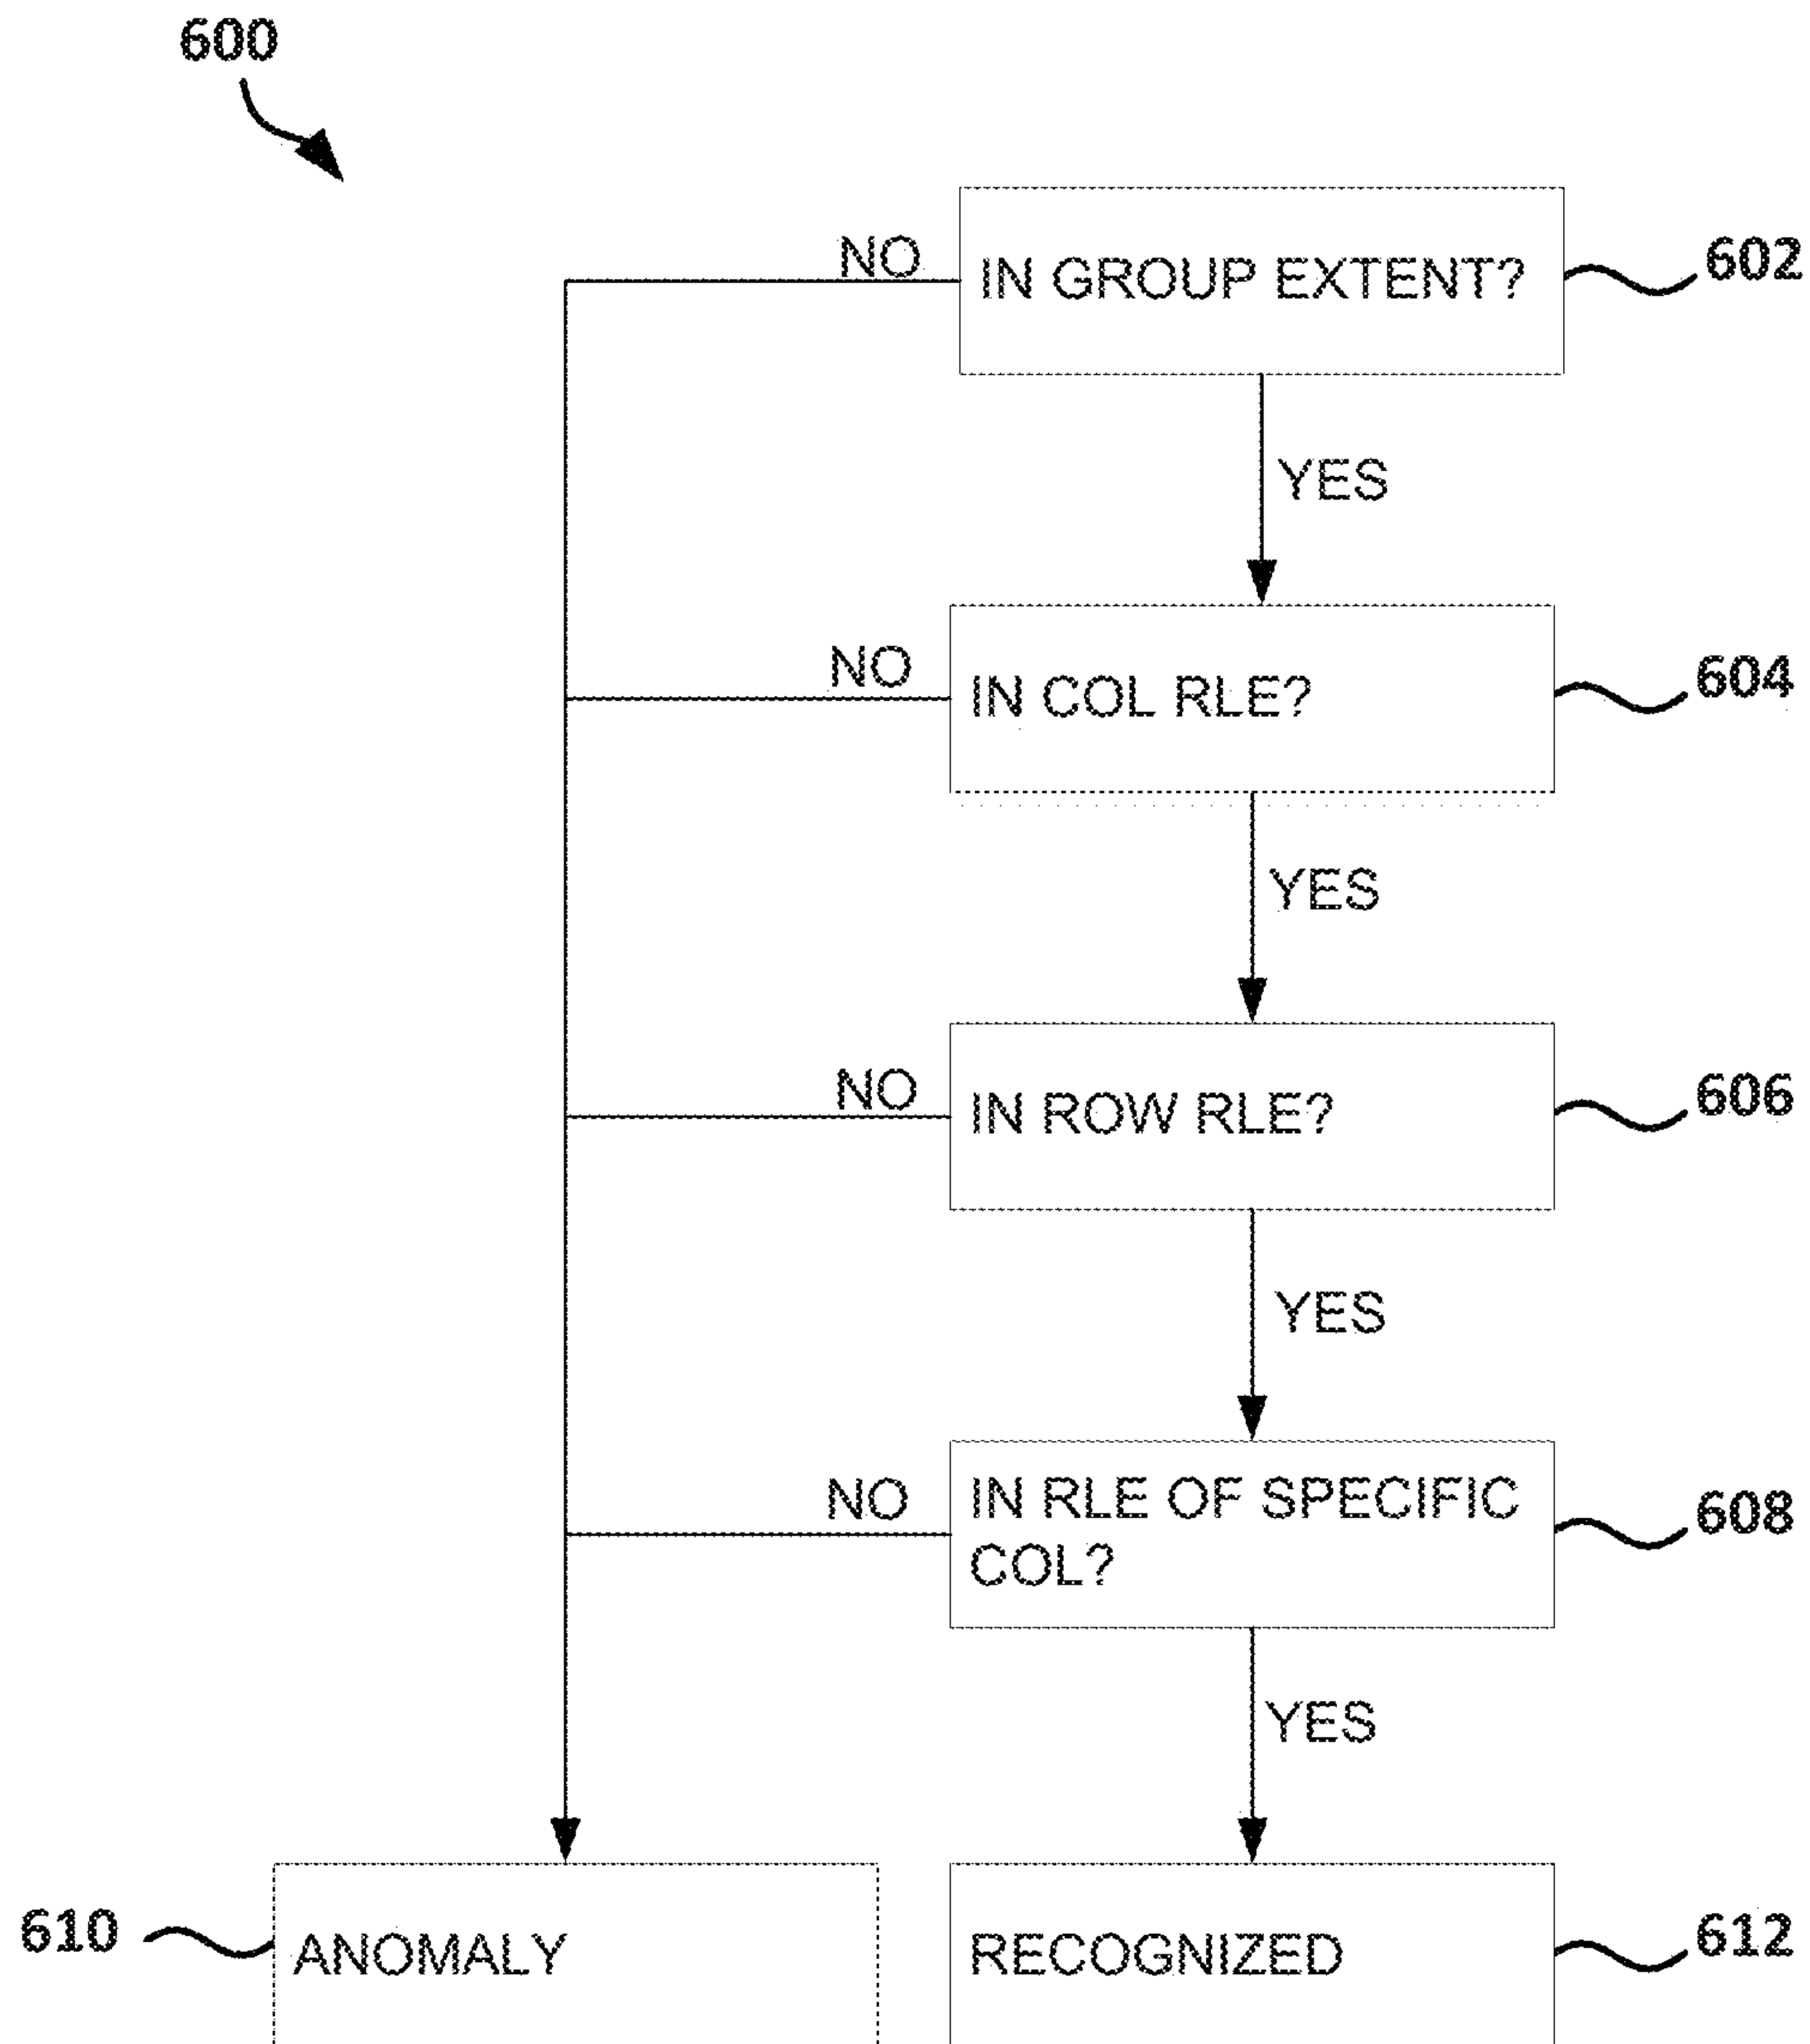 600
NO
IN GROUP EXTENT?
602
YES
NO
IN COL RLE?
604
YES
NO
IN ROW RLE?
606
YES
NO
IN RLE OF SPECIFIC
COL?
608
YES
610
ANOMALY
RECOGNIZED
612